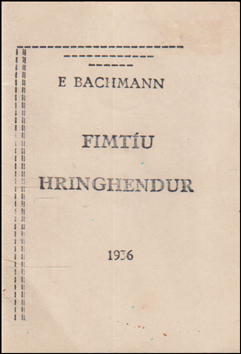 E BACHMANN
FIMTÍU
HRINGHENDUR
1936